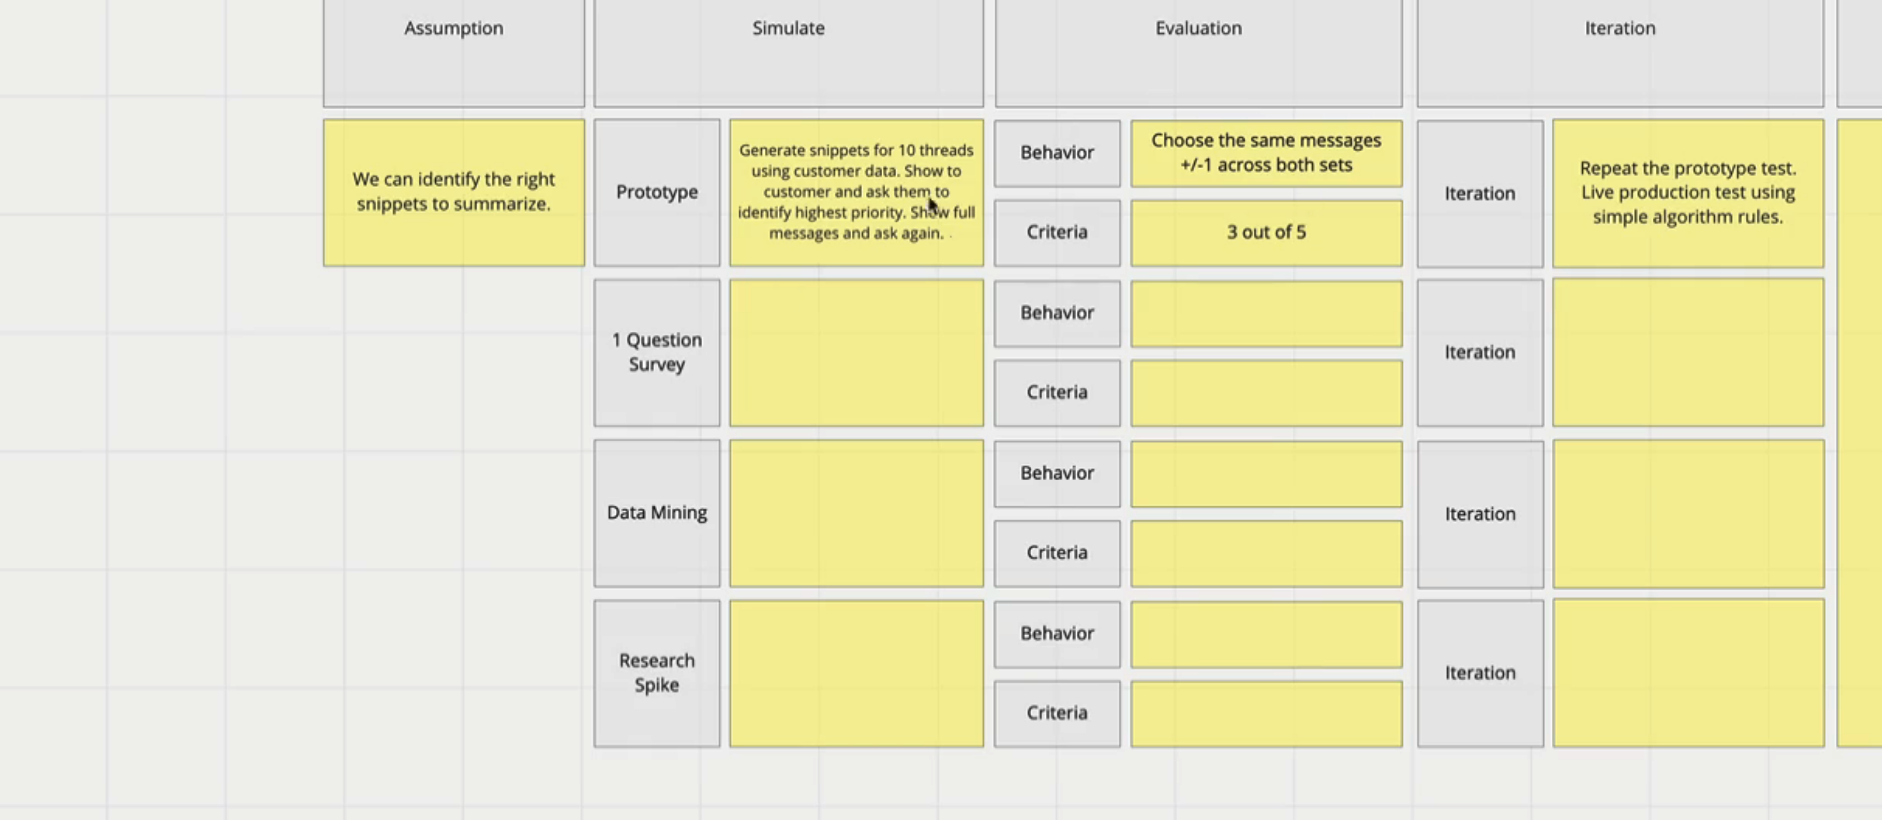 Assumption
Simulate
Evaluation
Iteration
We can identify the right
snippets to summarize.
Prototype
Generate snippets for 10 threads
using customer data. Show to
customer and ask them to
identify highest priority. Show full
messages and ask again.
Behavior
Choose the same messages
+/-1 across both sets
Criteria
3 out of 5
Iteration
Repeat the prototype test.
Live production test using
simple algorithm rules.
1 Question
Survey
Behavior
Criteria
Iteration
Data Mining
Behavior
Criteria
Iteration
Research
Spike
Behavior
Criteria
Iteration